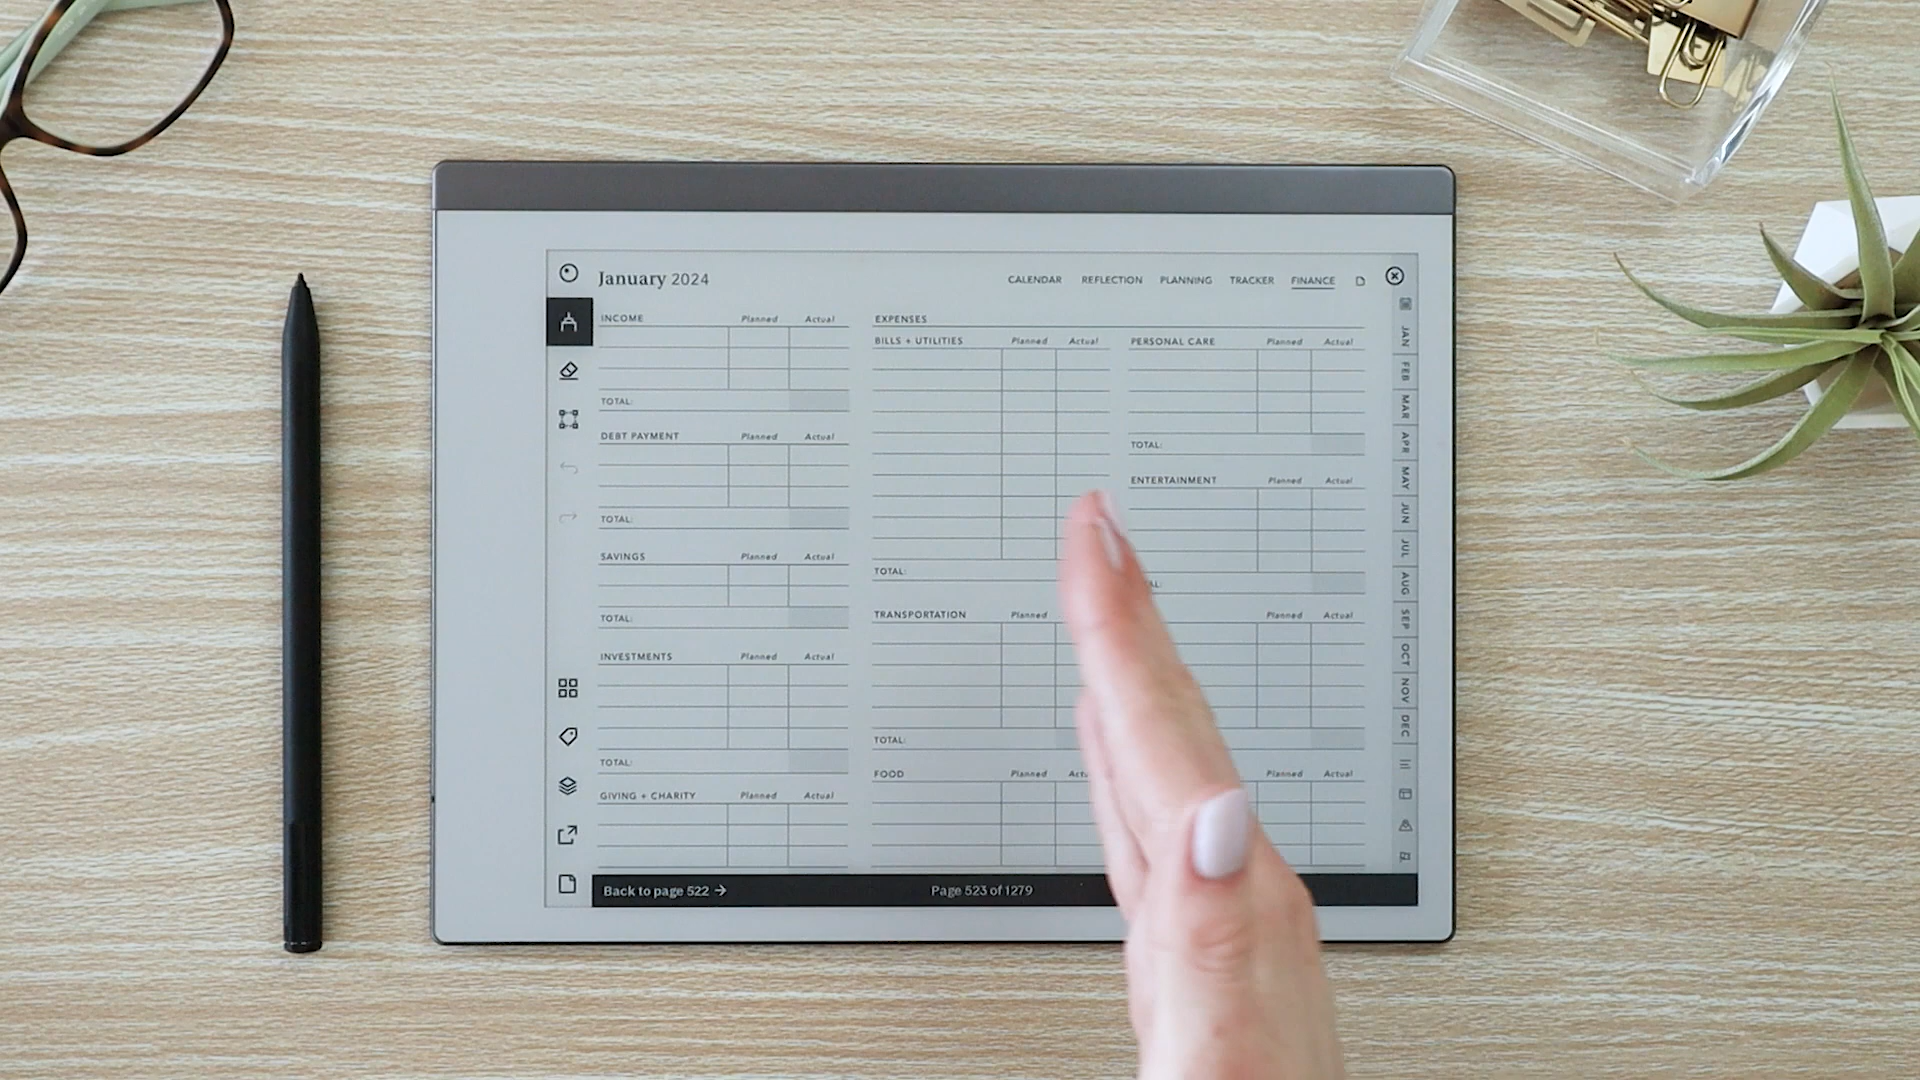 January 2024
CALENDAR REFLECTION PLANNING TRACKER FINANCE
INCOME Planned Actual
TOTAL:
DEBT PAYMENT Planned Actual
TOTAL:
SAVINGS Planned Actual
TOTAL:
INVESTMENTS Planned Actual
TOTAL:
GIVING + CHARITY Planned Actual
EXPENSES
BILLS + UTILITIES Planned Actual
TOTAL:
TRANSPORTATION Planned
TOTAL:
FOOD Planned
PERSONAL CARE Planned Actual
TOTAL:
ENTERTAINMENT Planned Actual
Planned Actual
Planned Actual
JAN
FEB
MAR
APR
MAY
JUN
JUL
AUG
SEP
OCT
NOV
DEC
Back to page 522 →
Page 523 of 1279